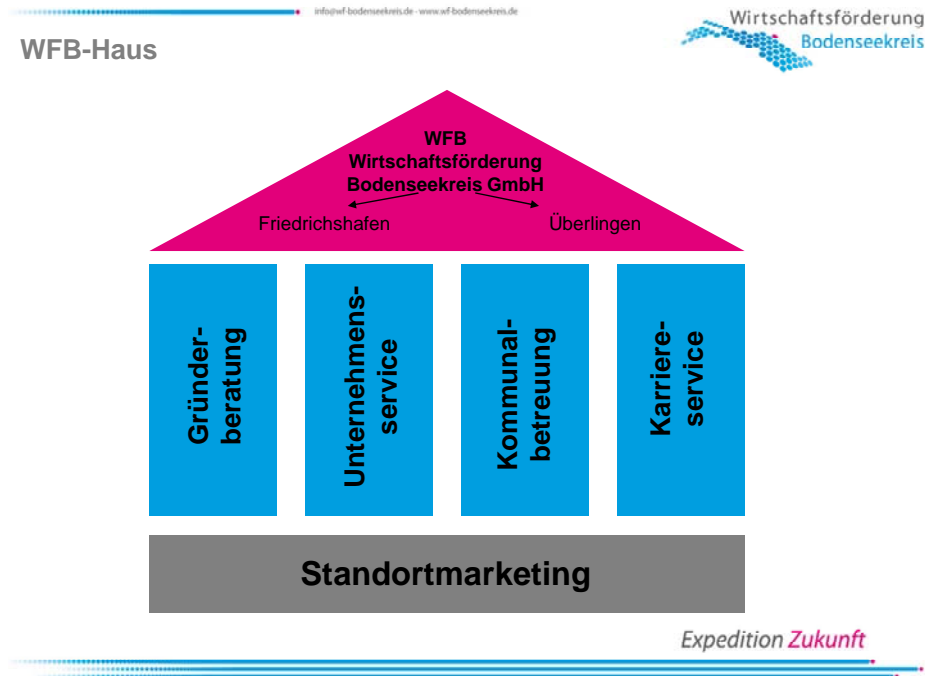 info@wf-bodenseekreis.de - www.wf-bodenseekreis.de
Wirtschaftsförderung
Bodenseekreis
WFB-Haus
WFB
Wirtschaftsförderung
Bodenseekreis GmbH
Friedrichshafen
Überlingen
Gründer-
beratung
Unternehmens-
service
Kommunal-
betreuung
Karriere-
service
Standortmarketing
Expedition Zukunft